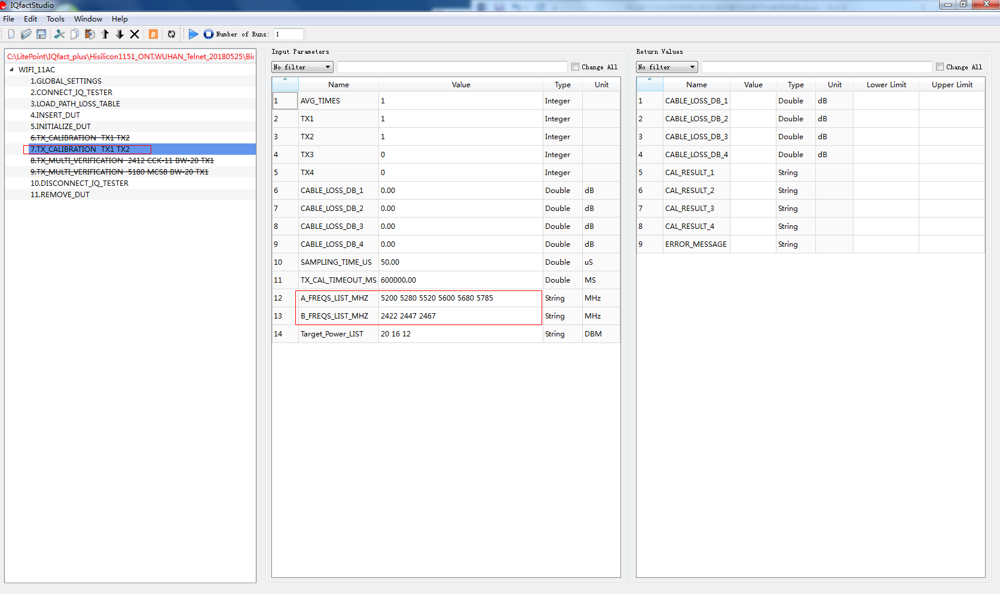 IQfactStudio
File Edit Tools Window Help
Number of Runs: 1
C:\LitePoint\IQfact_plus\Hisilicon1151_ONT.WUHAN_Telnet_20180525\Bin
WIFI_11AC
1.GLOBAL_SETTINGS
2.CONNECT_IQ_TESTER
3.LOAD_PATH_LOSS_TABLE
4.INSERT_DUT
5.INITIALIZE_DUT
6.TX_CALIBRATION TX1 TX2
7.TX_CALIBRATION TX1 TX2
8.TX_MULTI_VERIFICATION 2412 CCK-11 BW-20 TX1
9.TX_MULTI_VERIFICATION 5180 MCS8 BW-20 TX1
10.DISCONNECT_IQ_TESTER
11.REMOVE_DUT
Input Parameters
No filter Change All
Name Value Type Unit
1 AVG_TIMES 1 Integer
2 TX1 1 Integer
3 TX2 1 Integer
4 TX3 0 Integer
5 TX4 0 Integer
6 CABLE_LOSS_DB_1 0.00 Double dB
7 CABLE_LOSS_DB_2 0.00 Double dB
8 CABLE_LOSS_DB_3 0.00 Double dB
9 CABLE_LOSS_DB_4 0.00 Double dB
10 SAMPLING_TIME_US 50.00 Double uS
11 TX_CAL_TIMEOUT_MS 600000.00 Double MS
12 A_FREQS_LIST_MHZ 5200 5280 5520 5600 5680 5785 String MHz
13 B_FREQS_LIST_MHZ 2422 2447 2467 String MHz
14 Target_Power_LIST 20 16 12 String DBM
Return Values
No filter Change All
Name Value Type Unit Lower Limit Upper Limit
1 CABLE_LOSS_DB_1 Double dB
2 CABLE_LOSS_DB_2 Double dB
3 CABLE_LOSS_DB_3 Double dB
4 CABLE_LOSS_DB_4 Double dB
5 CAL_RESULT_1 String
6 CAL_RESULT_2 String
7 CAL_RESULT_3 String
8 CAL_RESULT_4 String
9 ERROR_MESSAGE String